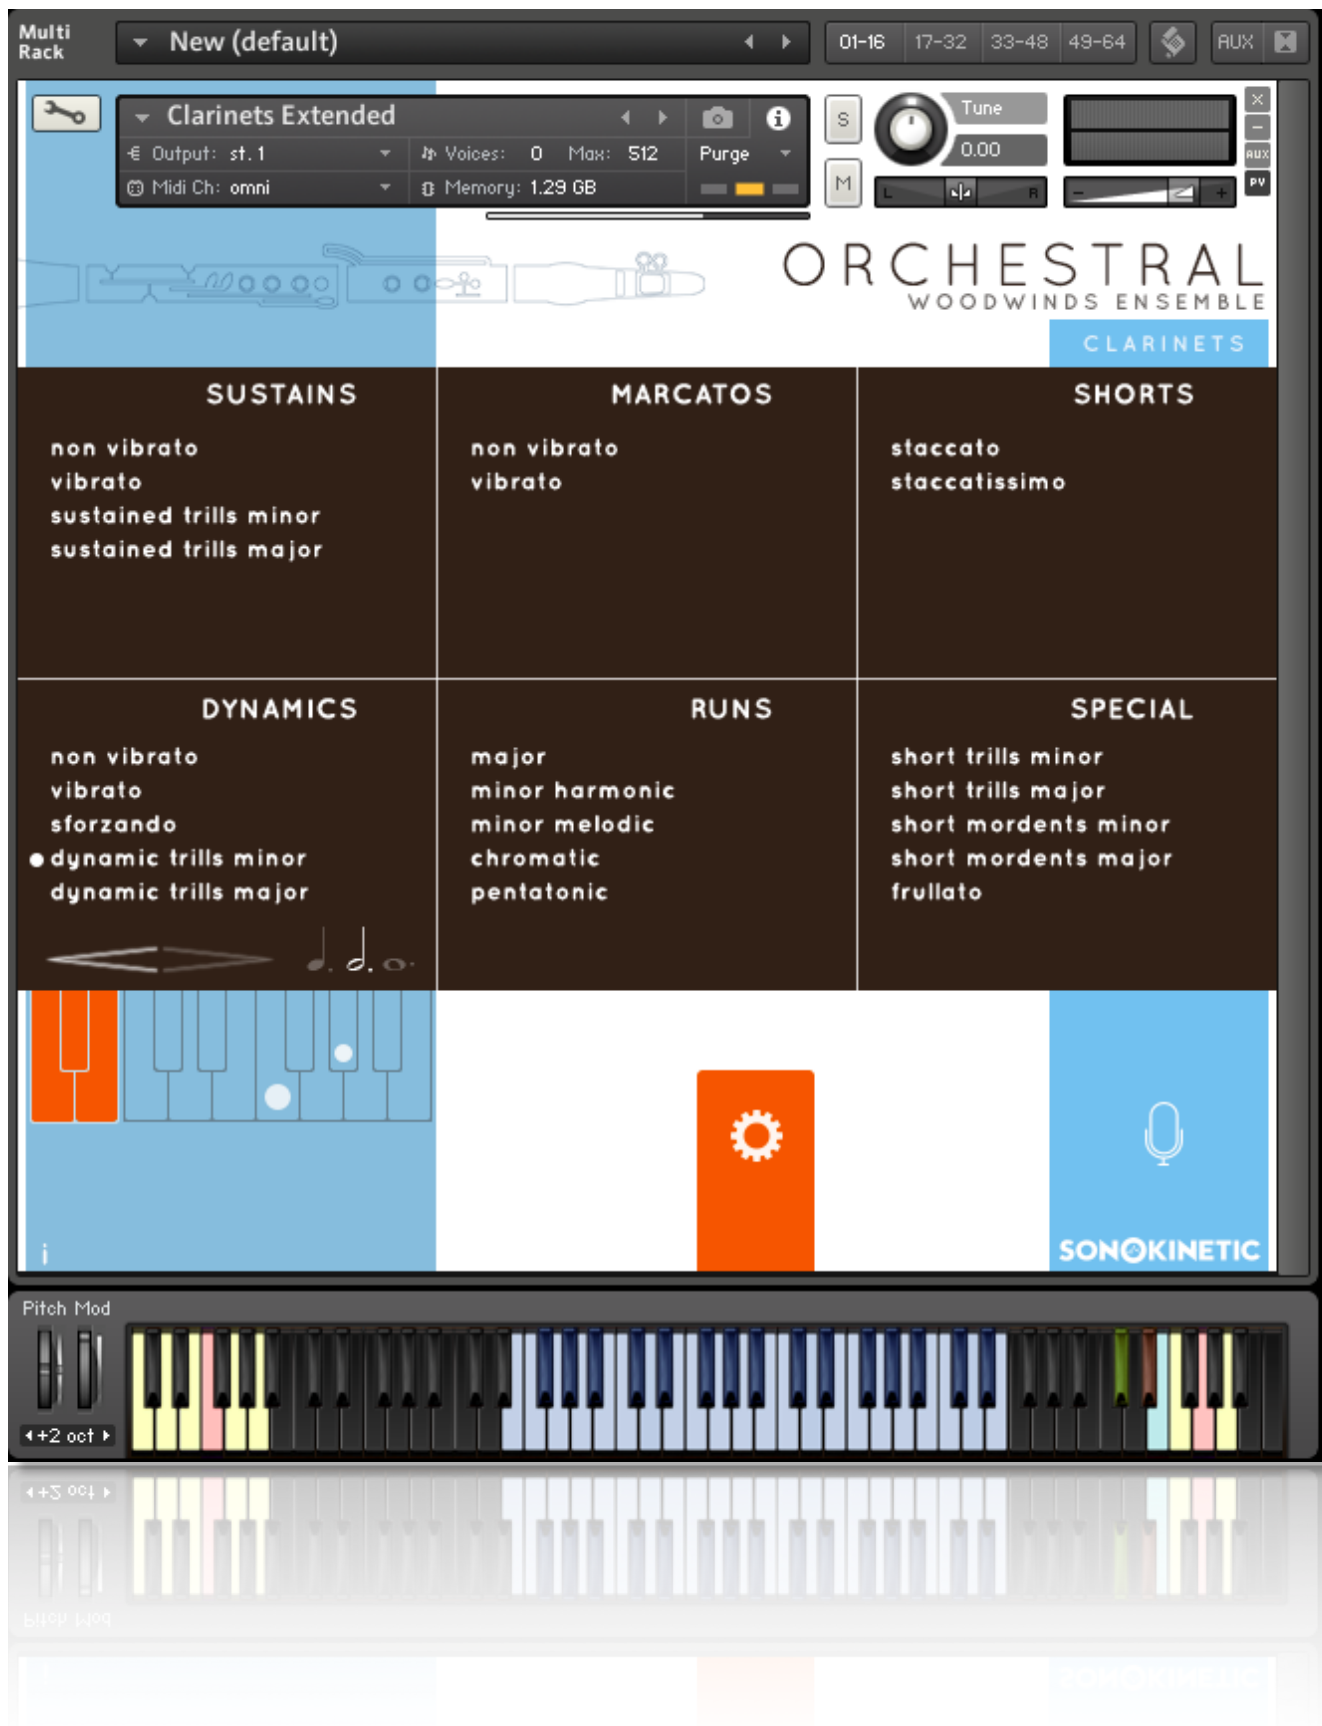 Multi
Rack
New (default)
01-16 17-32 33-48 49-64
AUX
Clarinets Extended
i
S
Tune
Output: st.1
Voices: 0 Max: 512
Purge
0.00
AUX
Midi Ch: omni
Memory: 1.29 GB
M
L R
- +
PV
ORCHESTRAL
WOODWINDS ENSEMBLE
CLARINETS
SUSTAINS
non vibrato
vibrato
sustained trills minor
sustained trills major
MARCATOS
non vibrato
vibrato
SHORTS
staccato
staccatissimo
DYNAMICS
non vibrato
vibrato
sforzando
dynamic trills minor
dynamic trills major
RUNS
major
minor harmonic
minor melodic
chromatic
pentatonic
SPECIAL
short trills minor
short trills major
short mordents minor
short mordents major
frullato
i
SONOKINETIC
Pitch Mod
+2 oct